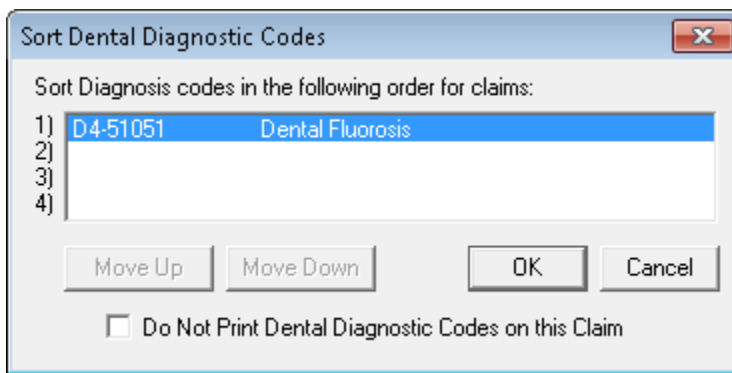 Sort Dental Diagnostic Codes
Sort Diagnosis codes in the following order for claims:
1) D4-51051 Dental Fluorosis
2)
3)
4)
Move Up Move Down OK Cancel
Do Not Print Dental Diagnostic Codes on this Claim